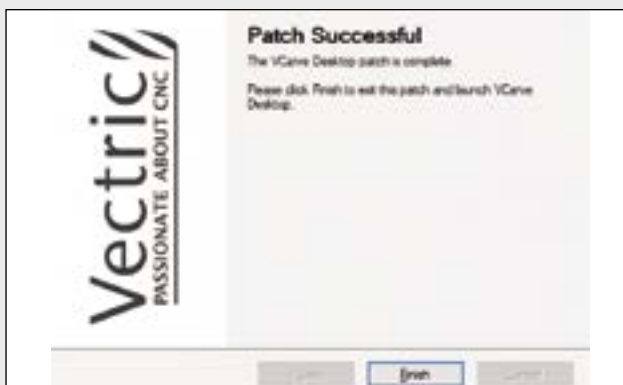 Vectric
PASSIONATE ABOUT CNC
Patch Successful
The VCarve Desktop patch is complete
Please click Finish to exit this patch and launch VCarve
Desktop.
Finish